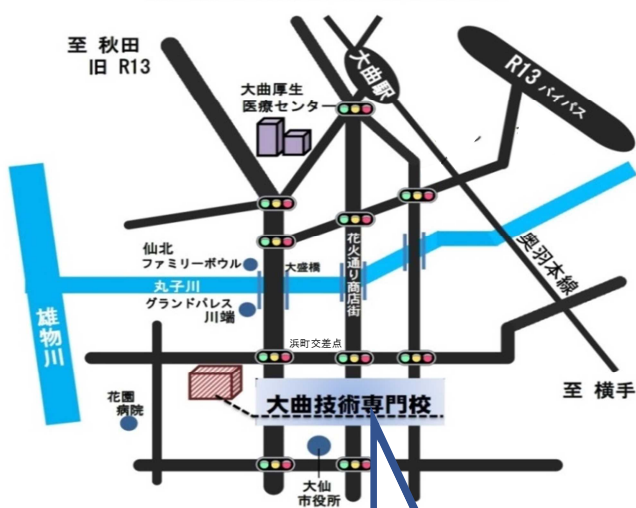 至 秋田
旧 R13
大曲厚生
医療センター
大曲駅
R13 バイパス
仙北
ファミリーボウル
大盛橋
花火通り商店街
丸子川
グランドパレス
川端
奥羽本線
雄物川
浜町交差点
至 横手
花園
病院
大曲技術専門校
大仙
市役所